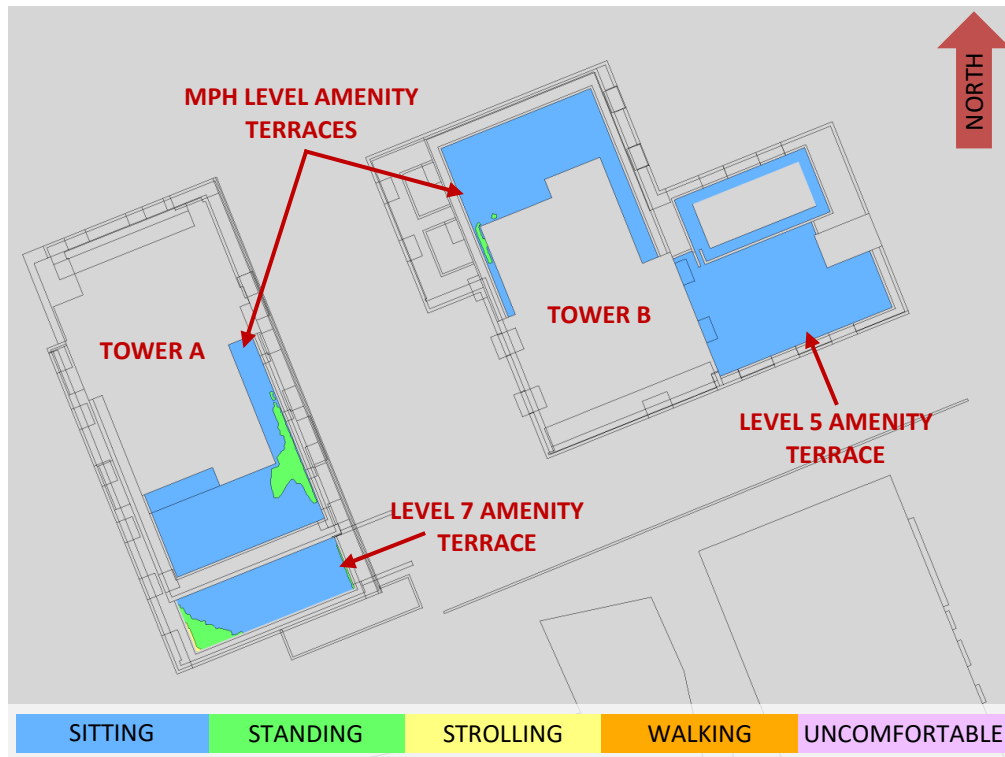 NORTH
MPH LEVEL AMENITY
TERRACES
TOWER A
TOWER B
LEVEL 5 AMENITY
TERRACE
LEVEL 7 AMENITY
TERRACE
SITTING
STANDING
STROLLING
WALKING
UNCOMFORTABLE